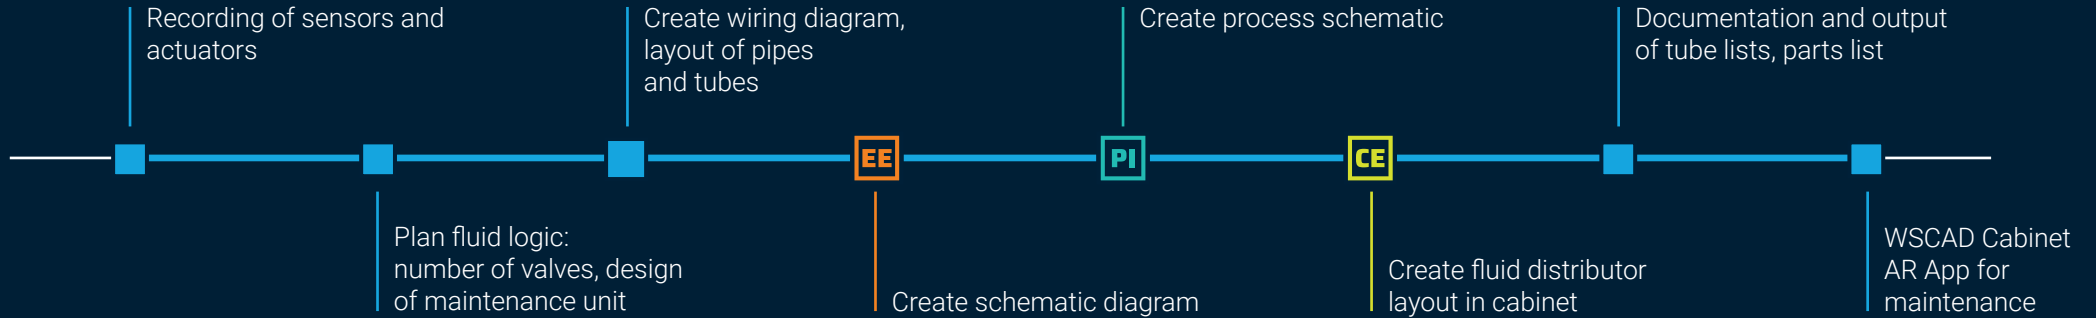 Recording of sensors and
actuators
Create wiring diagram,
layout of pipes
and tubes
Create process schematic
Documentation and output
of tube lists, parts list
EE
PI
CE
Plan fluid logic:
number of valves, design
of maintenance unit
Create schematic diagram
Create fluid distributor
layout in cabinet
WSCAD Cabinet
AR App for
maintenance